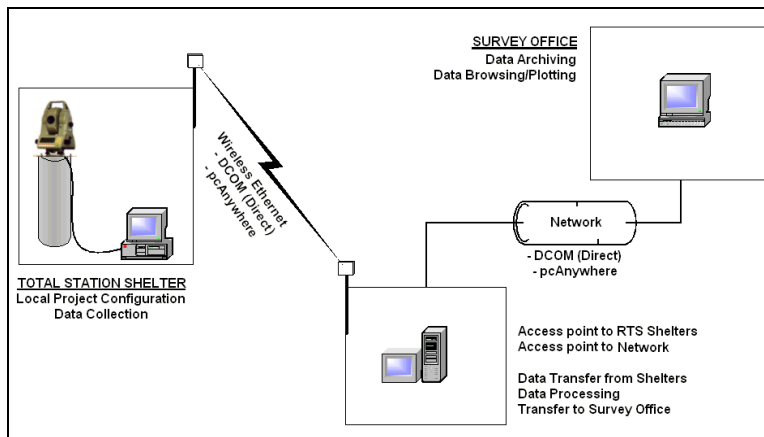 SURVEY OFFICE
Data Archiving
Data Browsing/Plotting
Wireless Ethernet
- DCOM (Direct)
- pcAnywhere
Network
- DCOM (Direct)
- pcAnywhere
TOTAL STATION SHELTER
Local Project Configuration
Data Collection
Access point to RTS Shelters
Access point to Network
Data Transfer from Shelters
Data Processing
Transfer to Survey Office